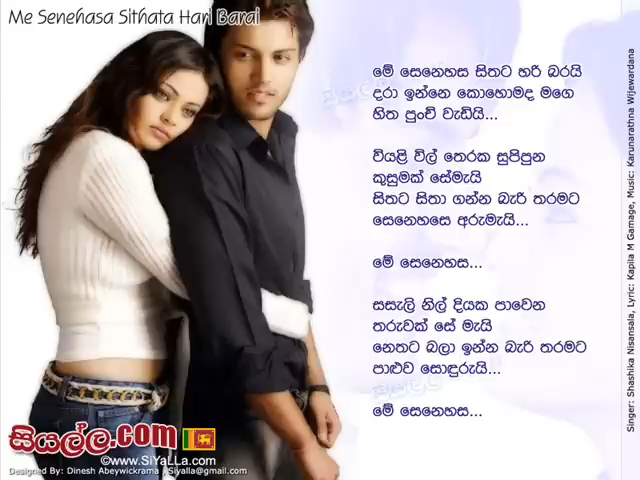 Me Senehasa Sithata Hari Barai
මේ සෙනෙහස සිතට හරි බරයි
දරා ඉන්නෙ කොහොමද මගෙ
හිත පුංචි වැඩියි...
වියළි විල් තෙරක සුපිපුන
කුසුමක් සේමැයි
සිතට සිතා ගන්න බැරි තරමට
සෙනෙහසෙ අරුමැයි...
මේ සෙනෙහස...
සසැලි නිල් දියක පාවෙන
තරුවක් සේ මැයි
නෙතට බලා ඉන්න බැරි තරමට
පාළුව සොඳුරුයි...
මේ සෙනෙහස...
Singer: Shashika Nisansala, Lyric: Kapila M Gamage, Music: Karunarathna Wijewardana
සියල්ල.com
©www.SiYALLa.com
Designed By: Dinesh Abeywickrama , Siyalla@gmail.com